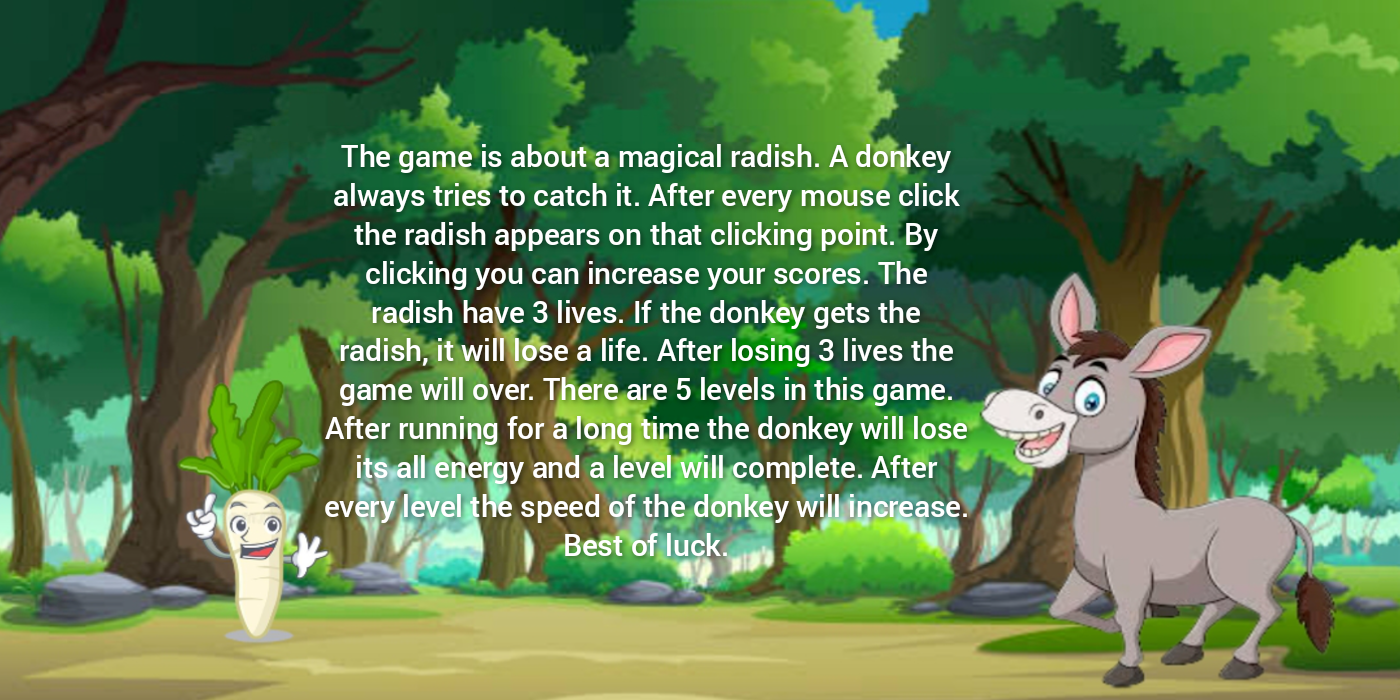 The game is about a magical radish. A donkey
always tries to catch it. After every mouse click
the radish appears on that clicking point. By
clicking you can increase your scores. The
radish have 3 lives. If the donkey gets the
radish, it will lose a life. After losing 3 lives the
game will over. There are 5 levels in this game.
After running for a long time the donkey will lose
its all energy and a level will complete. After
every level the speed of the donkey will increase.
Best of luck.